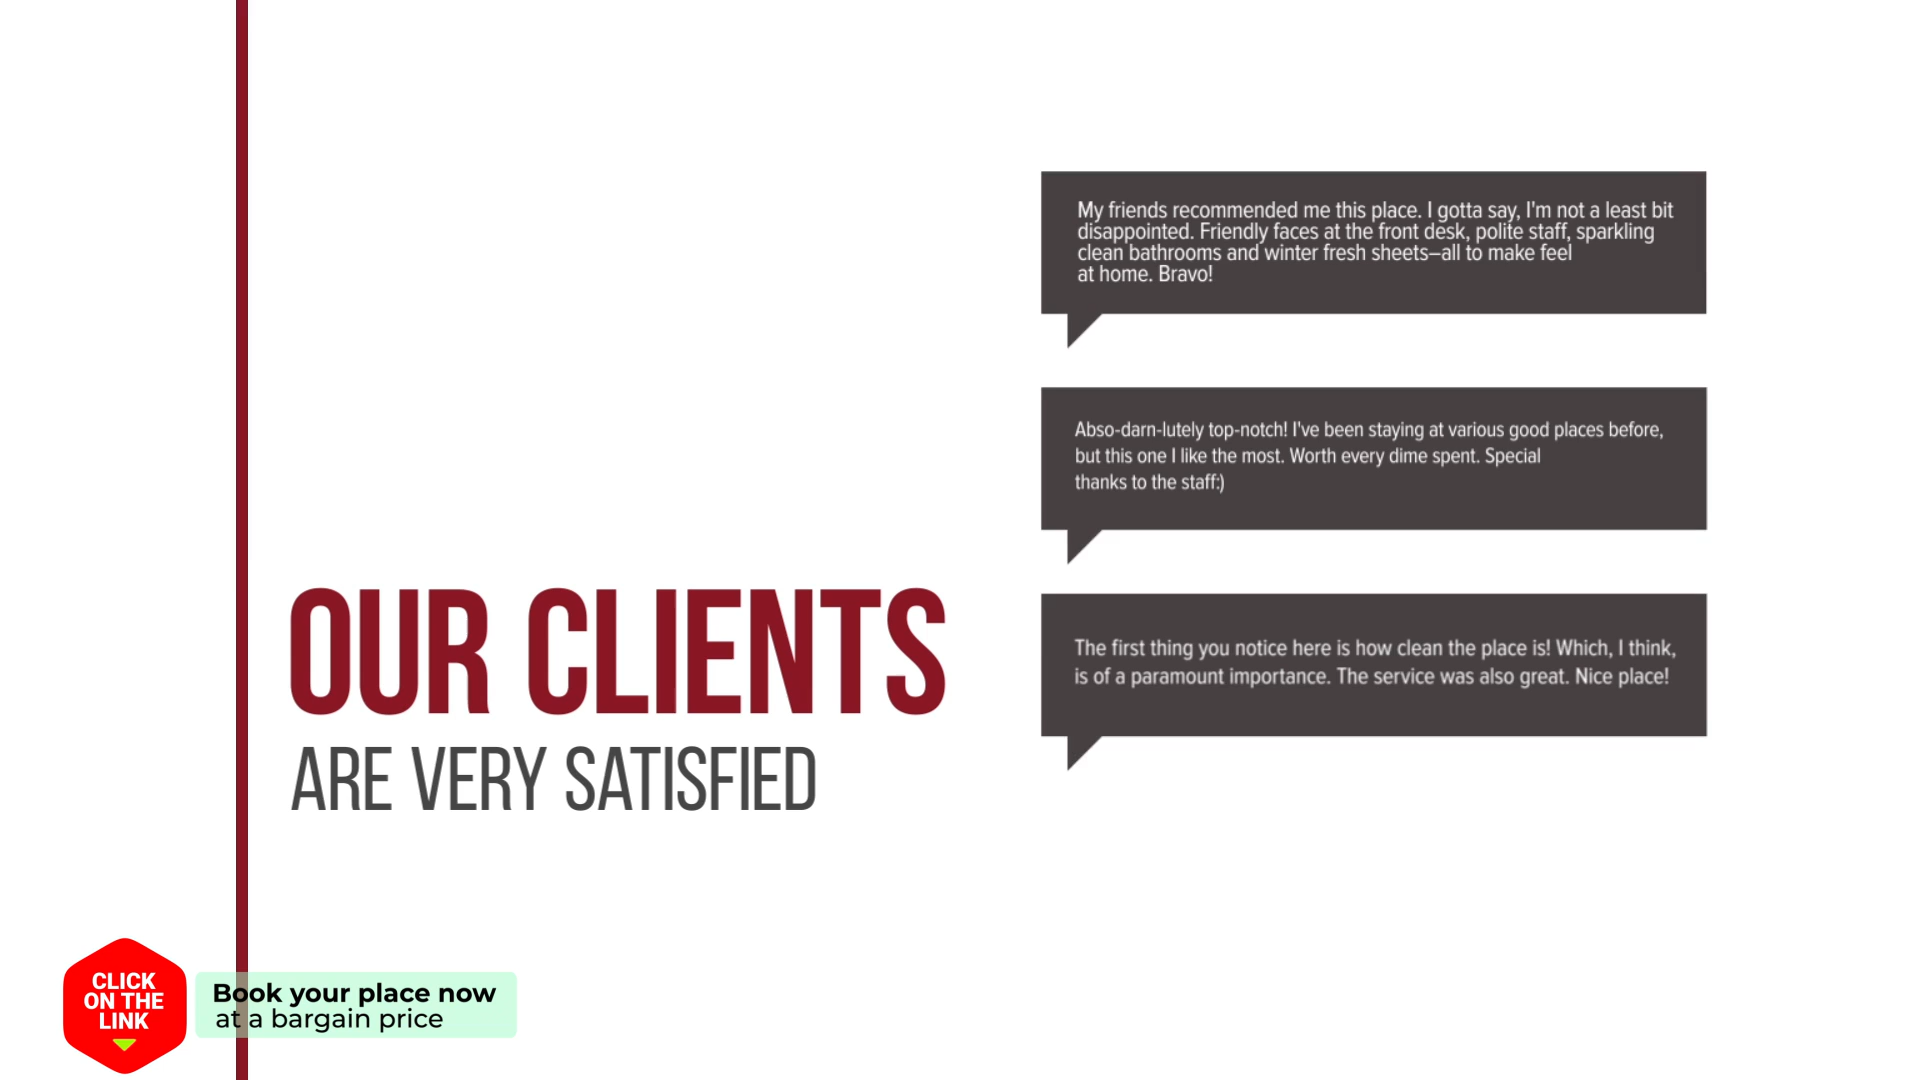 My friends recommended me this place. I gotta say, I'm not a least bit
disappointed. Friendly faces at the front desk, polite staff, sparkling
clean bathrooms and winter fresh sheets–all to make feel
at home. Bravo!
Abso-darn-lutely top-notch! I've been staying at various good places before,
but this one I like the most. Worth every dime spent. Special
thanks to the staff:)
The first thing you notice here is how clean the place is! Which, I think,
is of a paramount importance. The service was also great. Nice place!
OUR CLIENTS
ARE VERY SATISFIED
CLICK
ON THE
LINK
Book your place now
at a bargain price